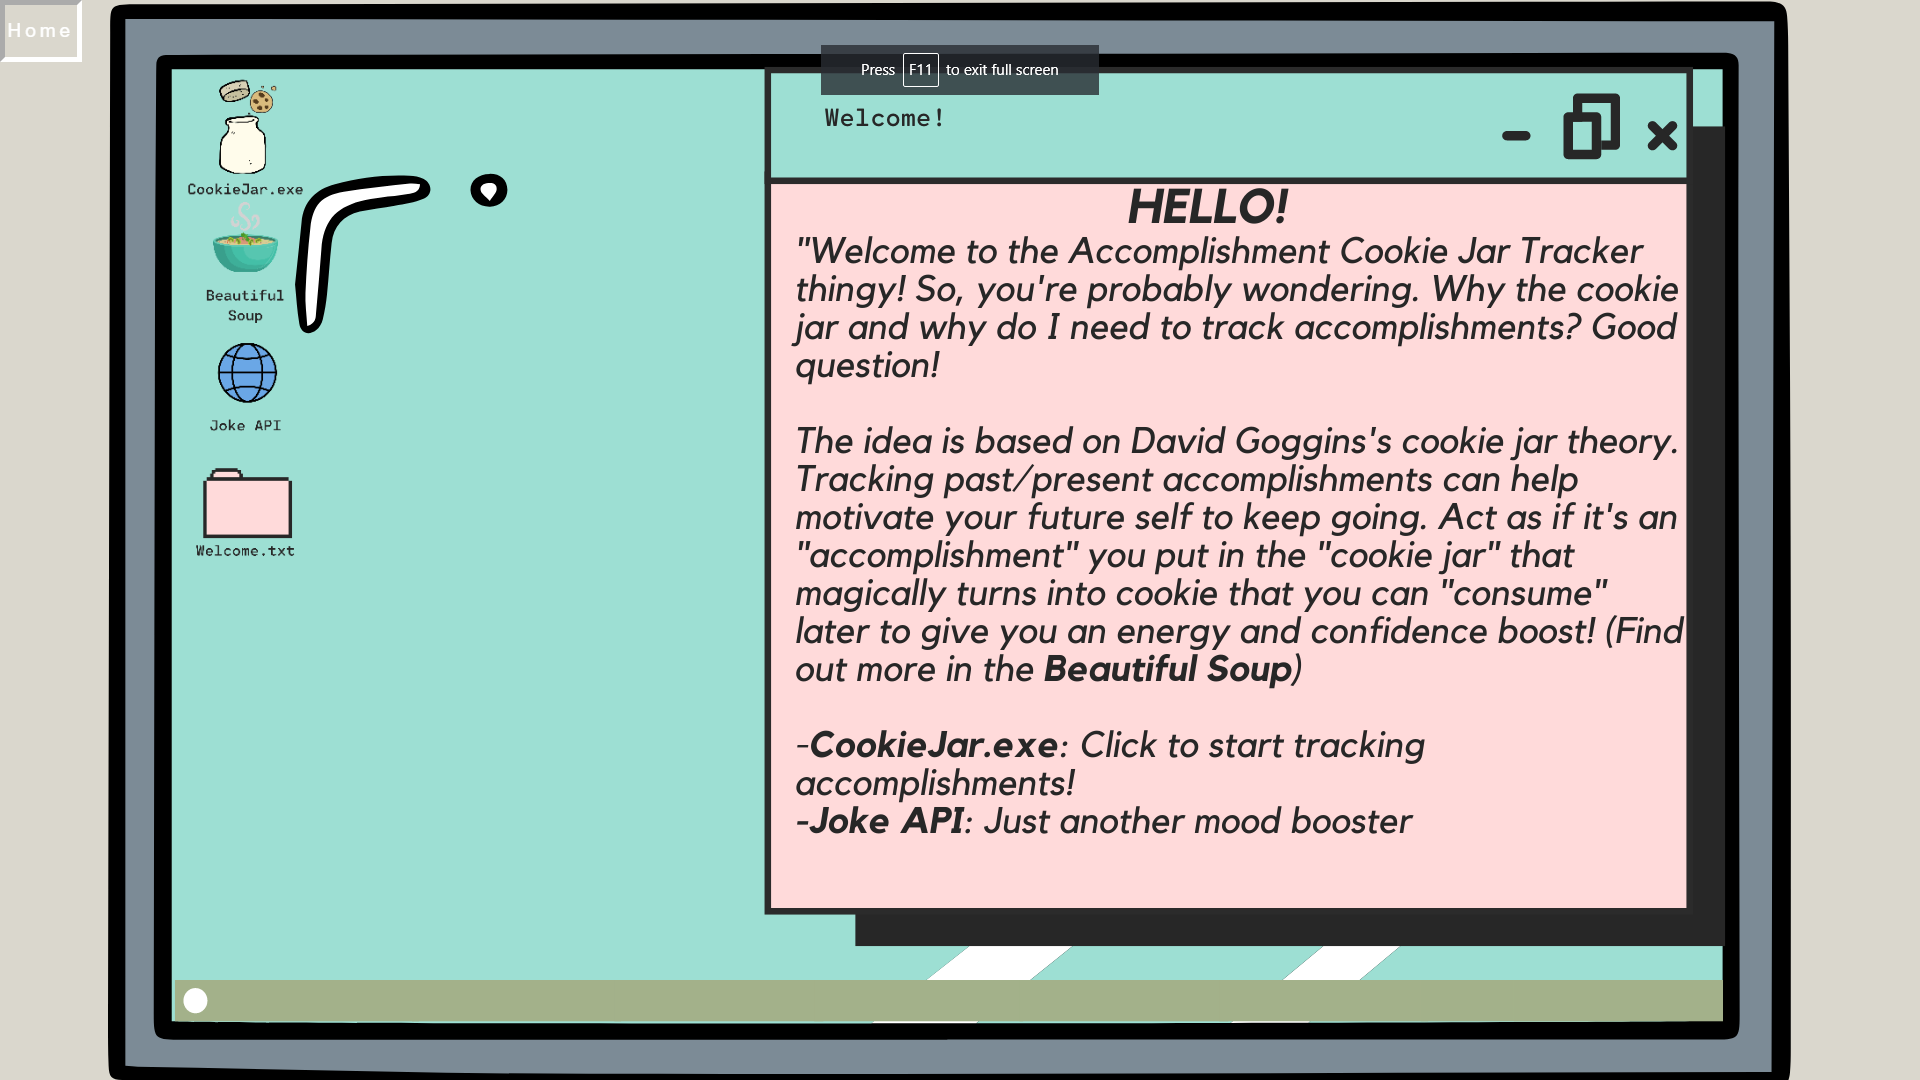 Home
Press F11 to exit full screen
CookieJar.exe
Beautiful
Soup
Joke API
Welcome.txt
Welcome!
HELLO!
"Welcome to the Accomplishment Cookie Jar Tracker
thingy! So, you're probably wondering. Why the cookie
jar and why do I need to track accomplishments? Good
question!
The idea is based on David Goggins's cookie jar theory.
Tracking past/present accomplishments can help
motivate your future self to keep going. Act as if it's an
"accomplishment" you put in the "cookie jar" that
magically turns into cookie that you can "consume"
later to give you an energy and confidence boost! (Find
out more in the Beautiful Soup)
-CookieJar.exe: Click to start tracking
accomplishments!
-Joke API: Just another mood booster